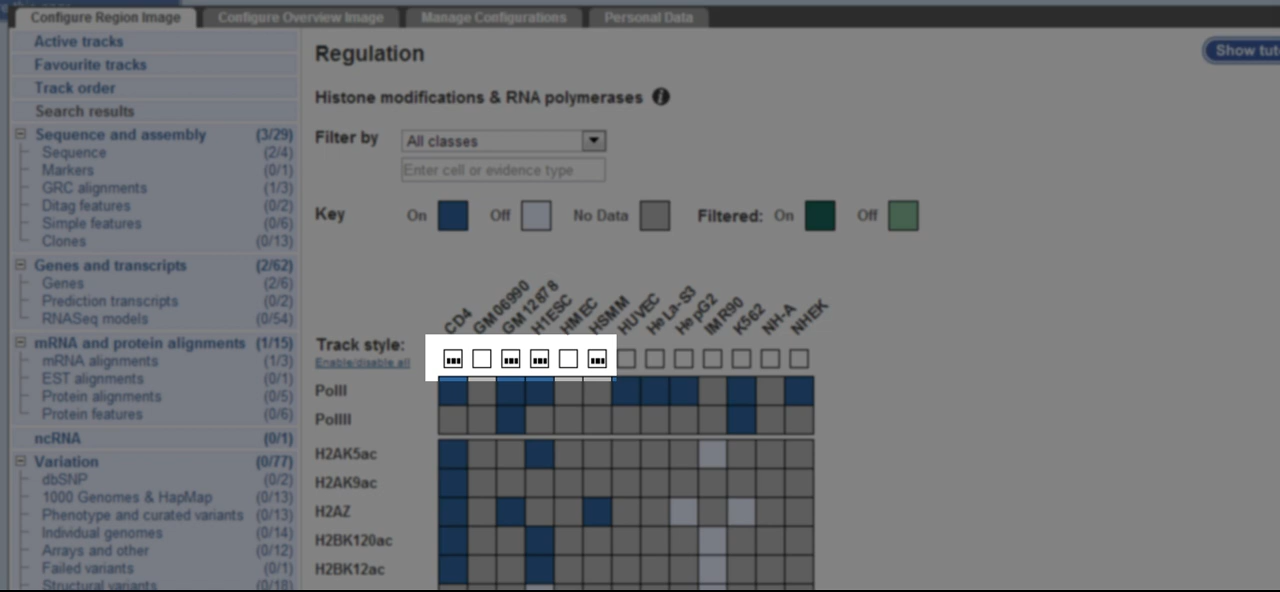 Configure Region Image Configure Overview Image Manage Configurations Personal Data
Active tracks
Favourite tracks
Track order
Search results
Sequence and assembly (3/29)
Sequence (2/4)
Markers (0/1)
GRC alignments (1/3)
Ditag features (0/2)
Simple features (0/6)
Clones (0/13)
Genes and transcripts (2/62)
Genes (2/6)
Prediction transcripts (0/2)
RNASeq models (0/54)
mRNA and protein alignments (1/15)
mRNA alignments (1/3)
EST alignments (0/1)
Protein alignments (0/5)
Protein features (0/6)
ncRNA (0/1)
Variation (0/77)
dbSNP (0/2)
1000 Genomes & HapMap (0/13)
Phenotype and curated variants (0/13)
Individual genomes (0/14)
Arrays and other (0/12)
Failed variants (0/1)
Structural variants (0/18)
Regulation
Show tut
Histone modifications & RNA polymerases i
Filter by All classes
Enter cell or evidence type
Key On Off No Data Filtered: On Off
CD4 GM06990 GM12878 H1ESC HMEC HSMM HUVEC HeLa-S3 HepG2 IMR90 K562 NH-A NHEK
Track style:
Enable/disable all
PolII
PolIII
H2AK5ac
H2AK9ac
H2AZ
H2BK120ac
H2BK12ac